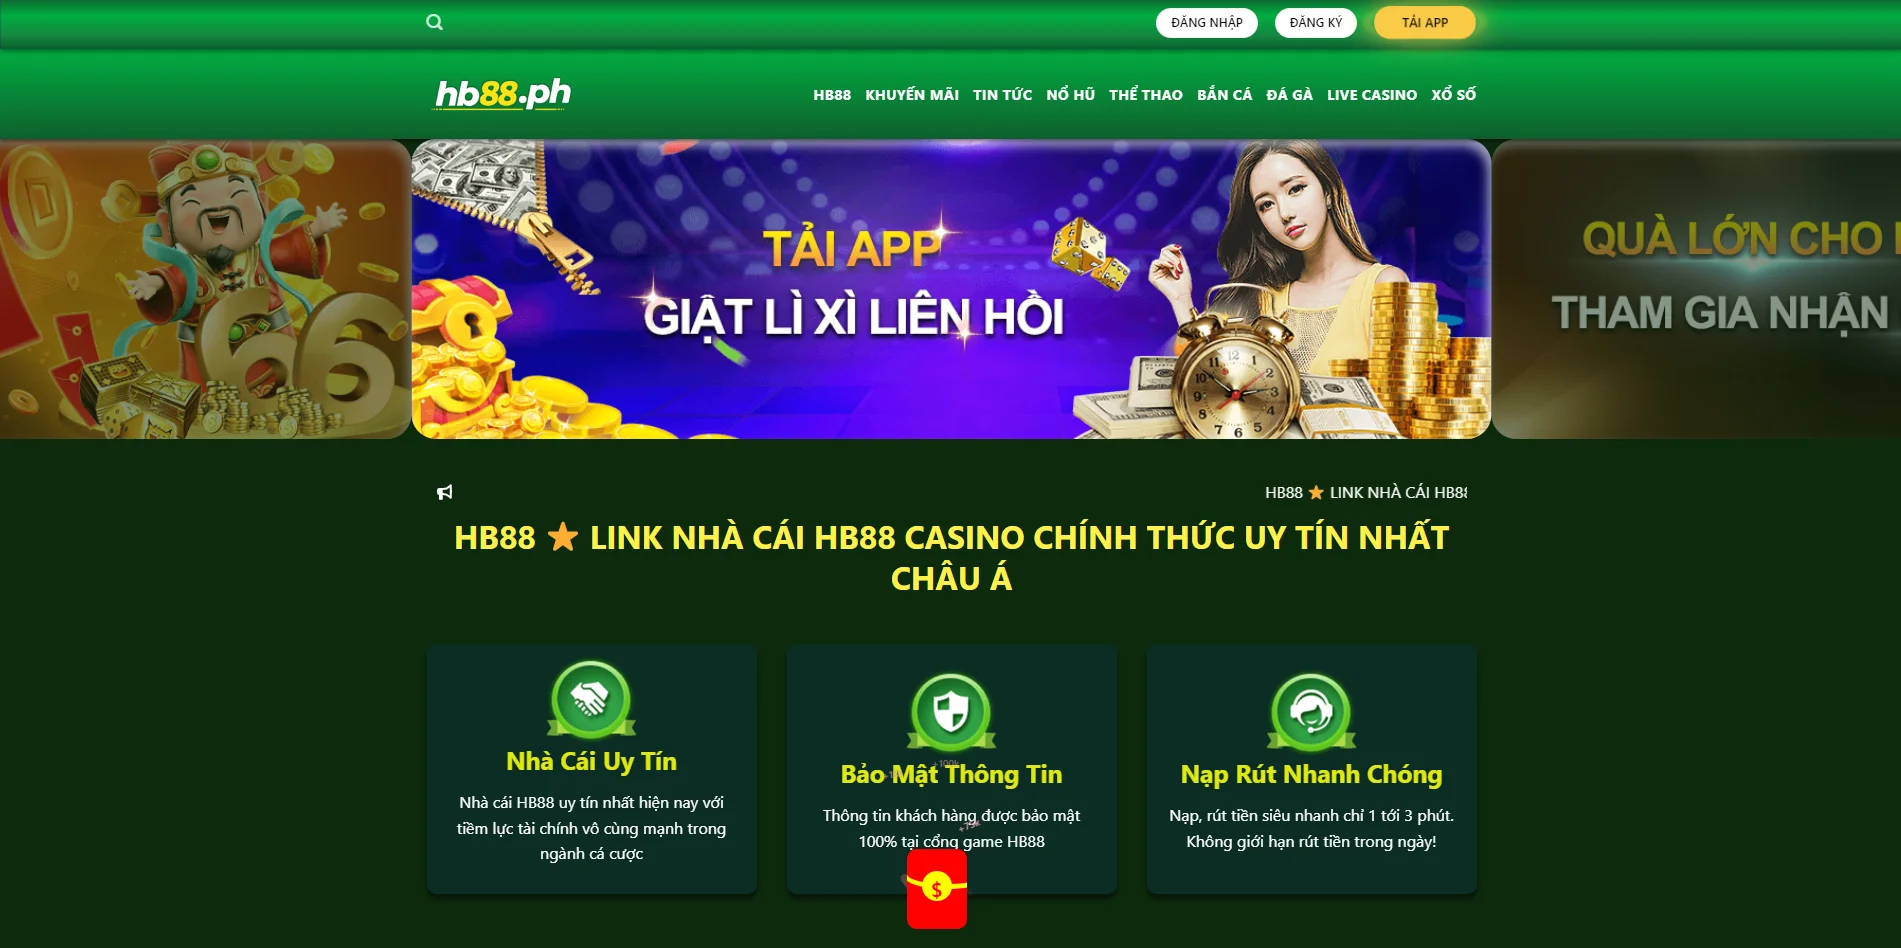 ĐĂNG NHẬP ĐĂNG KÝ TẢI APP
hb88.ph
HB88 KHUYẾN MÃI TIN TỨC NỔ HŨ THỂ THAO BẮN CÁ ĐÁ GÀ LIVE CASINO XỔ SỐ
66
TẢI APP
GIẬT LÌ XÌ LIÊN HỒI
QUÀ LỚN CHO
THAM GIA NHẬN
HB88 ⭐ LINK NHÀ CÁI HB88
HB88 ⭐ LINK NHÀ CÁI HB88 CASINO CHÍNH THỨC UY TÍN NHẤT
CHÂU Á
Nhà Cái Uy Tín
Nhà cái HB88 uy tín nhất hiện nay với
tiềm lực tài chính vô cùng mạnh trong
ngành cá cược
Bảo Mật Thông Tin
+100k
Thông tin khách hàng được bảo mật
100% tại cổng game HB88
$
Nạp Rút Nhanh Chóng
Nạp, rút tiền siêu nhanh chỉ 1 tới 3 phút.
Không giới hạn rút tiền trong ngày!